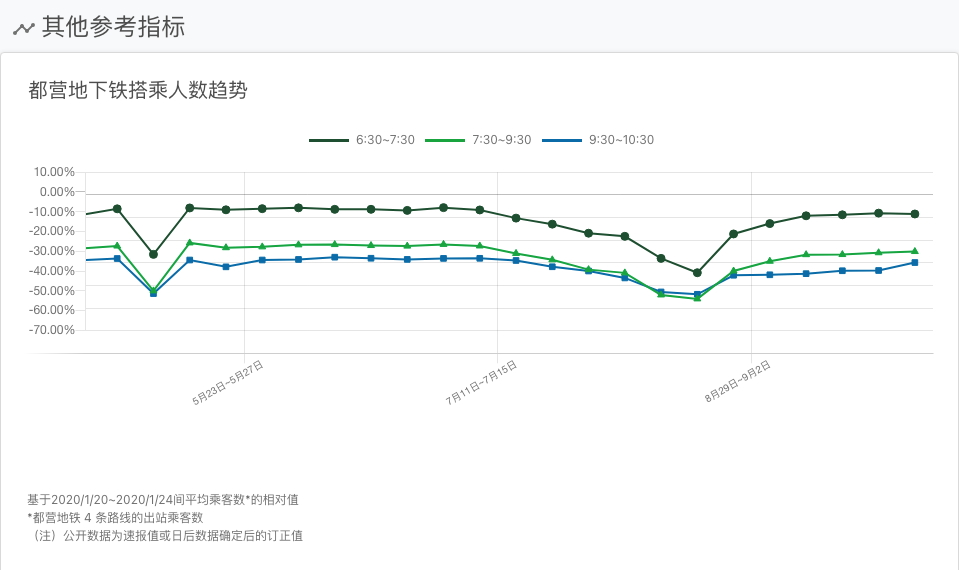 其他参考指标
都营地下铁搭乘人数趋势
6:30~7:30
7:30~9:30
9:30~10:30
10.00%
0.00%
-10.00%
-20.00%
-30.00%
-40.00%
-50.00%
-60.00%
-70.00%
5月23日~5月27日
7月11日~7月15日
8月29日~9月2日
基于2020/1/20~2020/1/24间平均乘客数*的相对值
*都营地铁 4 条路线的出站乘客数
（注）公开数据为速报值或日后数据确定后的订正值